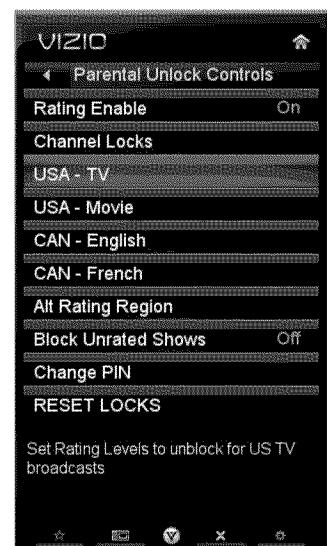 VIZIO
Parental Unlock Controls
Rating Enable On
Channel Locks
USA - TV
USA - Movie
CAN - English
CAN - French
Alt Rating Region
Block Unrated Shows Off
Change PIN
RESET LOCKS
Set Rating Levels to unblock for US TV
broadcasts